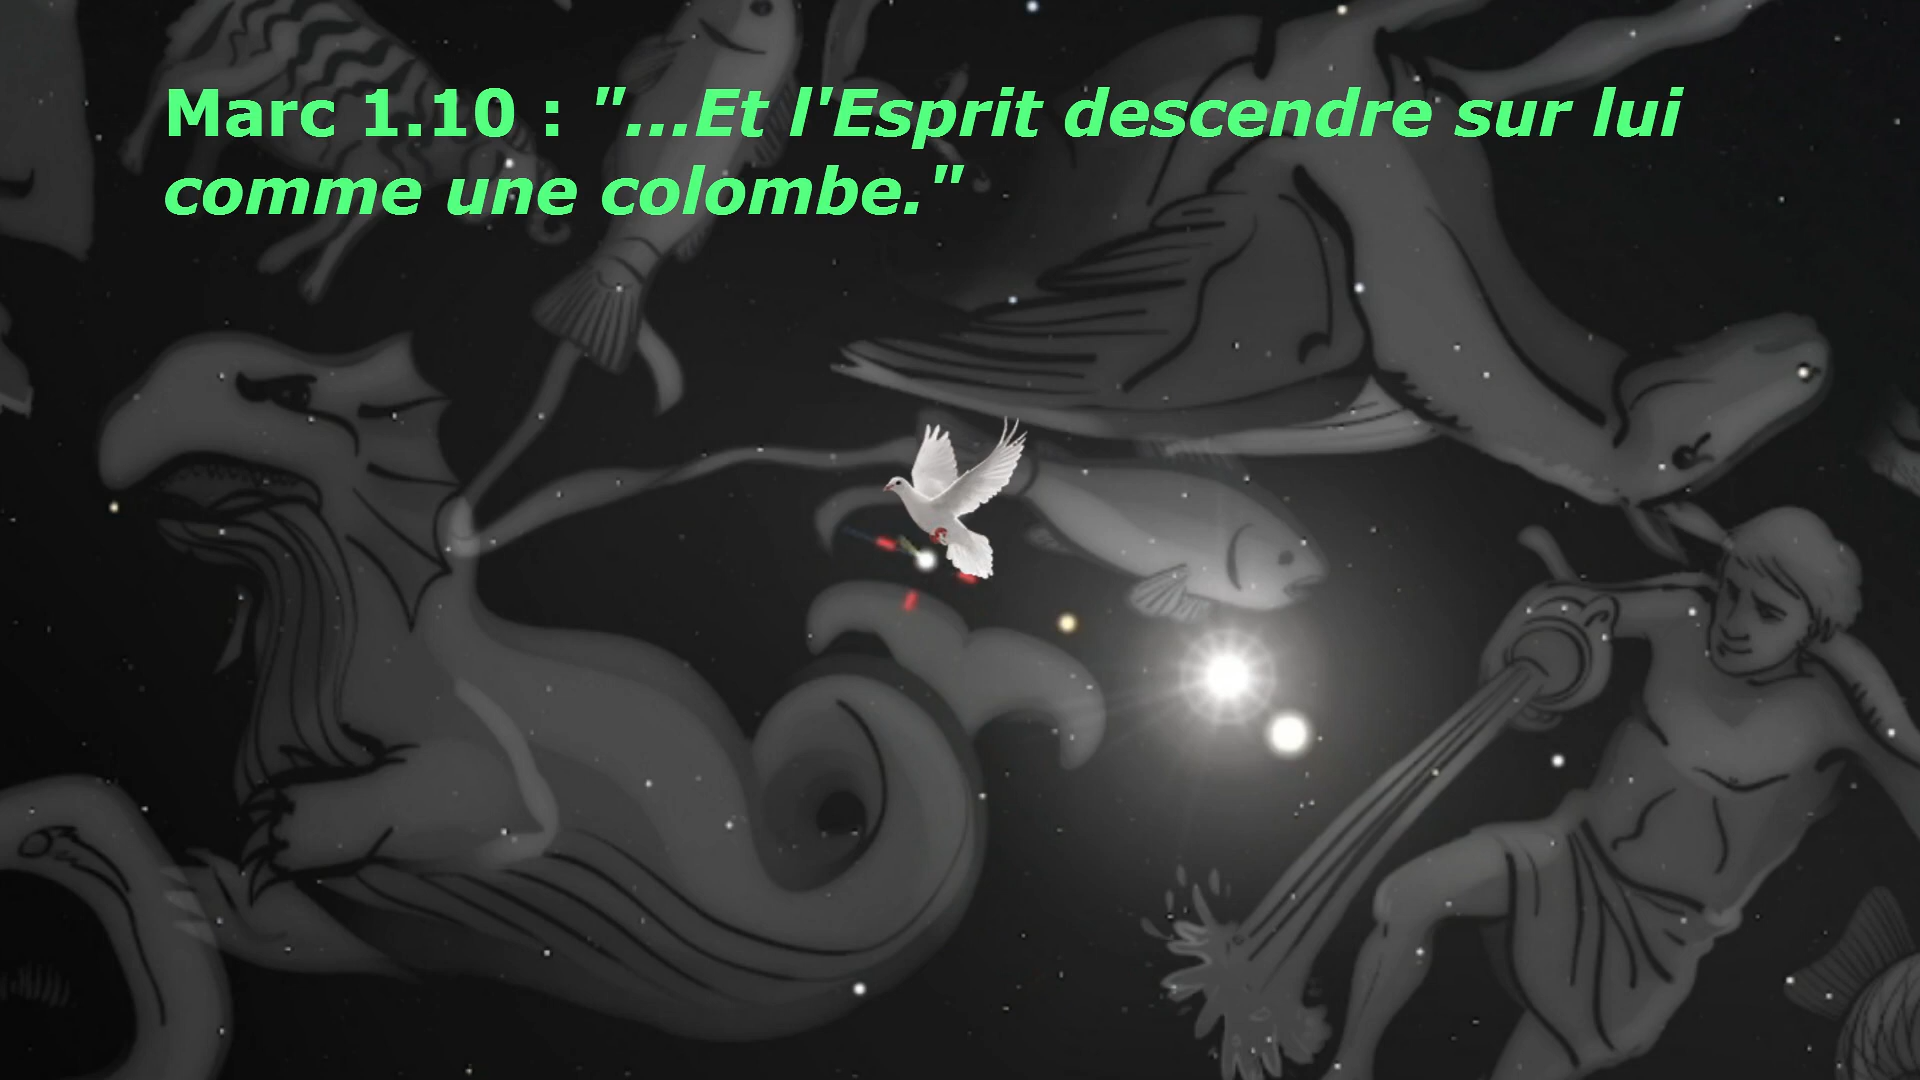 Marc 1.10 : "...Et l'Esprit descendre sur lui
comme une colombe."